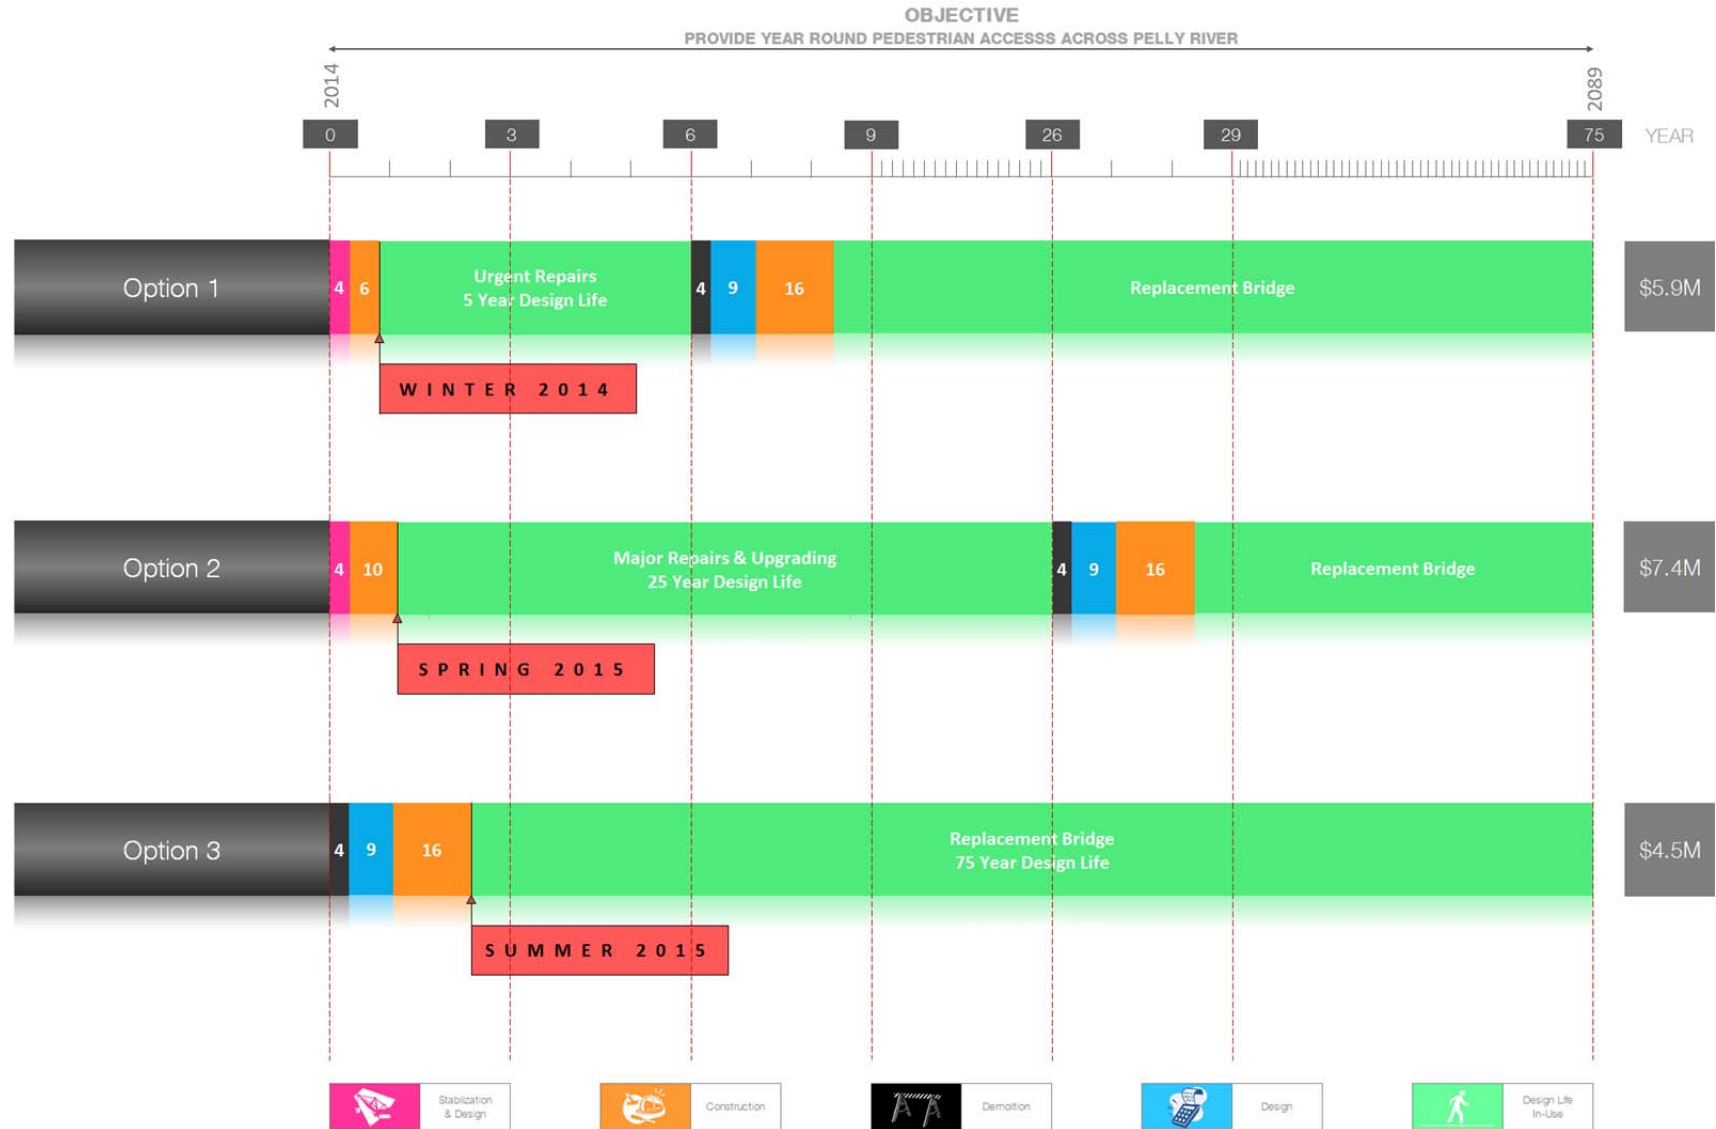 OBJECTIVE
PROVIDE YEAR ROUND PEDESTRIAN ACCESSS ACROSS PELLY RIVER
2014
2089
0 3 6 9 26 29 75 YEAR
Option 1
4 6
Urgent Repairs
5 Year Design Life
4 9 16
Replacement Bridge
$5.9M
WINTER 2014
Option 2
4 10
Major Repairs & Upgrading
25 Year Design Life
4 9 16
Replacement Bridge
$7.4M
SPRING 2015
Option 3
4 9 16
Replacement Bridge
75 Year Design Life
$4.5M
SUMMER 2015
Stablization
& Design
Construction
Demolition
Design
Design Life
In-Use